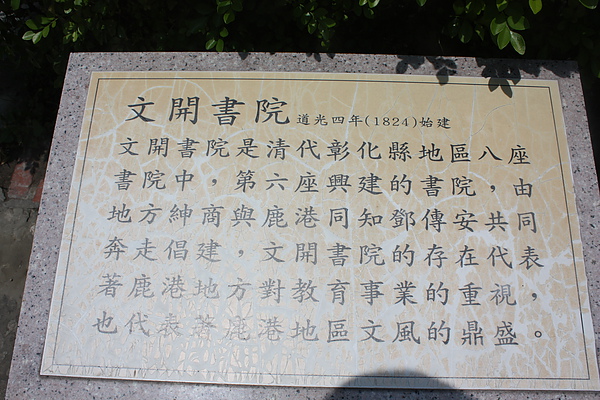 文開書院 道光四年(1824)始建
文開書院是清代彰化縣地區八座
書院中，第六座興建的書院，由
地方紳商與鹿港同知鄧傳安共同
奔走倡建，文開書院的存在代表
著鹿港地方對教育事業的重視，
也代表著鹿港地區文風的鼎盛。